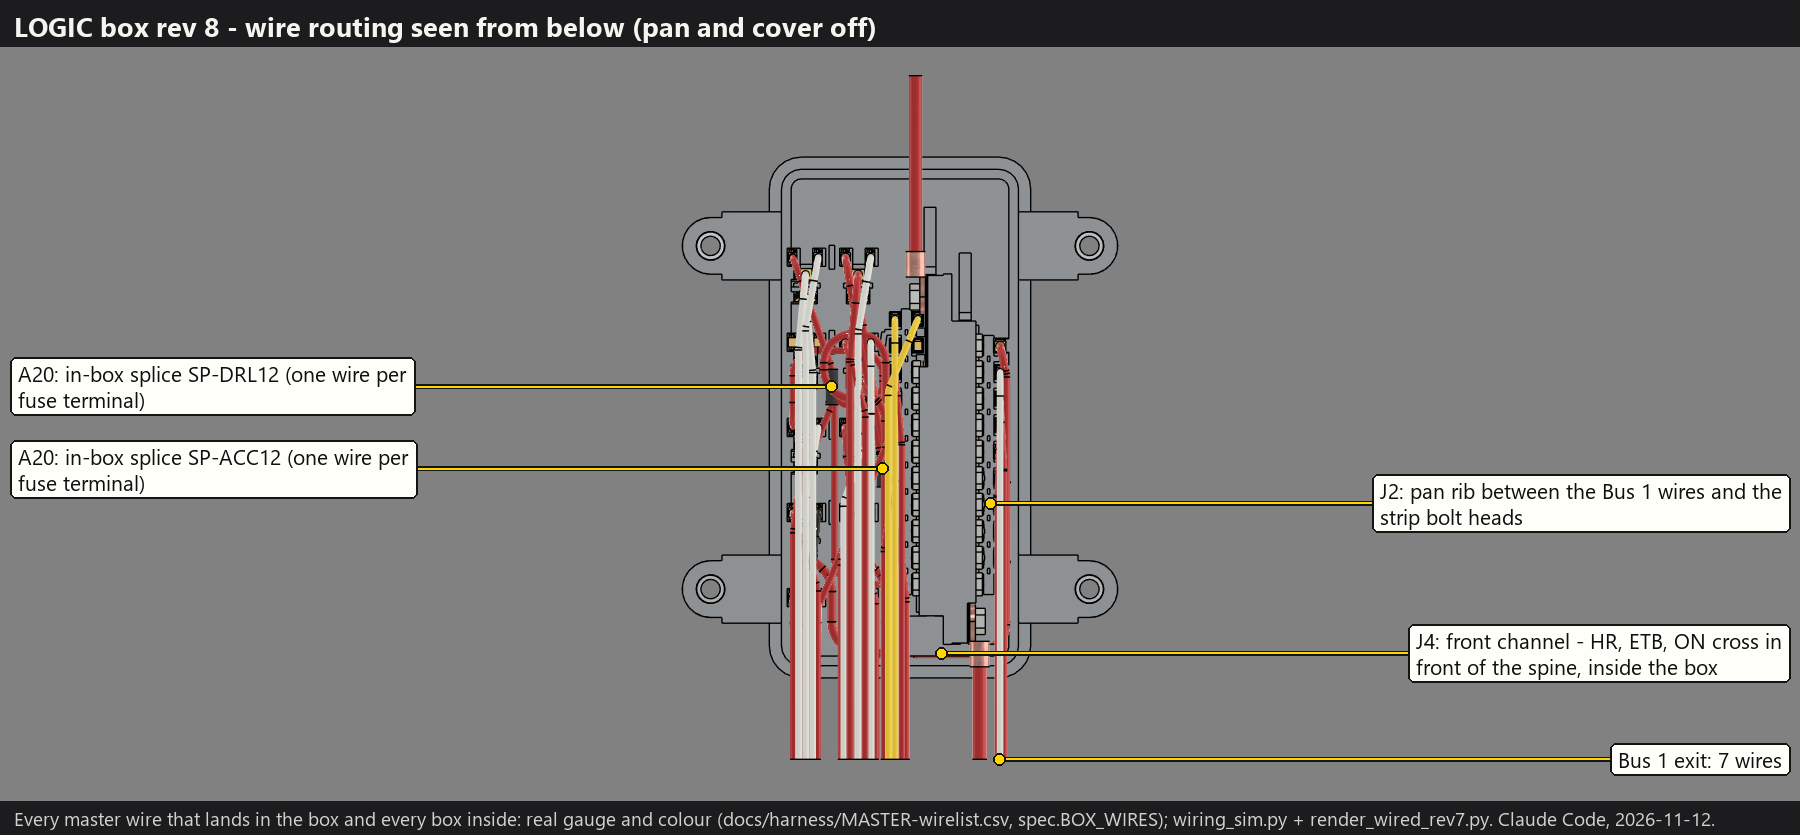 LOGIC box rev 8 - wire routing seen from below (pan and cover off)
A20: in-box splice SP-DRL12 (one wire per
fuse terminal)
A20: in-box splice SP-ACC12 (one wire per
fuse terminal)
J2: pan rib between the Bus 1 wires and the
strip bolt heads
J4: front channel - HR, ETB, ON cross in
front of the spine, inside the box
Bus 1 exit: 7 wires
Every master wire that lands in the box and every box inside: real gauge and colour (docs/harness/MASTER-wirelist.csv, spec.BOX_WIRES); wiring_sim.py + render_wired_rev7.py. Claude Code, 2026-11-12.